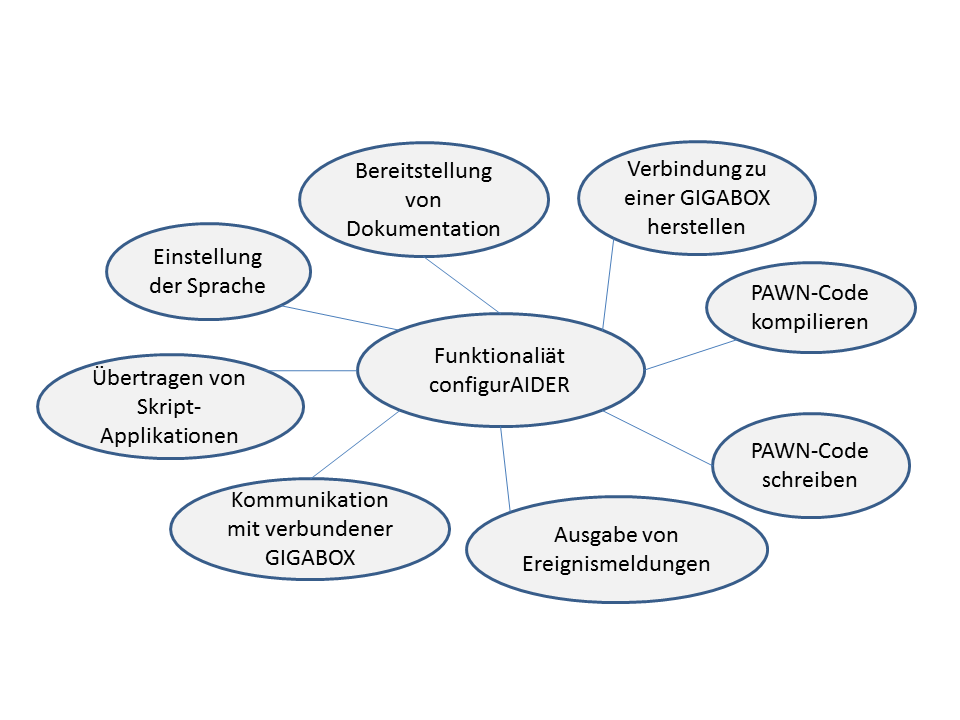 Bereitstellung
von
Dokumentation
Verbindung zu
einer GIGABOX
herstellen
Einstellung
der Sprache
PAWN-Code
kompilieren
Funktionaliät
configurAIDER
Übertragen von
Skript-
Applikationen
PAWN-Code
schreiben
Kommunikation
mit verbundener
GIGABOX
Ausgabe von
Ereignismeldungen